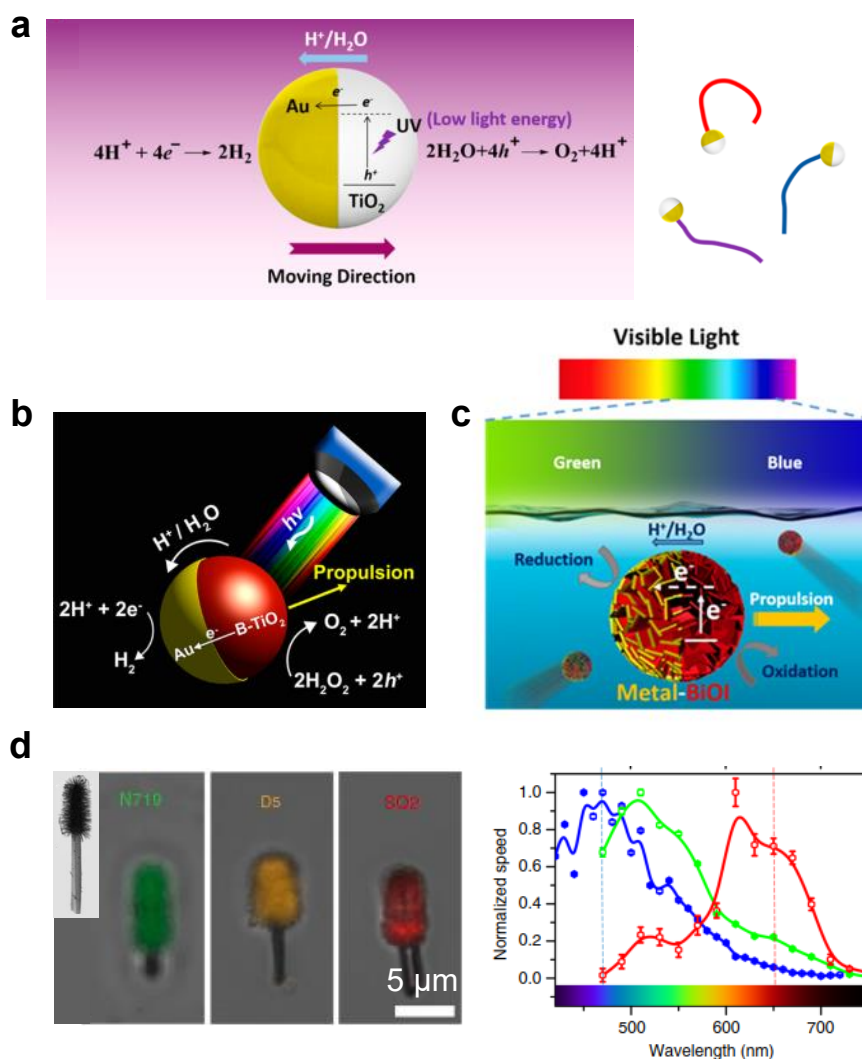 a
H⁺/H₂O
Au
e⁻
e⁻
UV
(Low light energy)
4H⁺ + 4e⁻ → 2H₂
2H₂O+4h⁺→ O₂+4H⁺
h⁺
TiO₂
Moving Direction
Visible Light
b
hν
H⁺ / H₂O
Propulsion
2H⁺ + 2e⁻
Au
e⁻
B-TiO₂
O₂ + 2H⁺
H₂
2H₂O₂ + 2h⁺
c
Green
Blue
H⁺/H₂O
Reduction
e⁻
e⁻
Propulsion
Oxidation
Metal-BiOI
d
N719
D5
SQ2
5 μm
Normalized speed
1.0
0.8
0.6
0.4
0.2
0.0
500
600
700
Wavelength (nm)